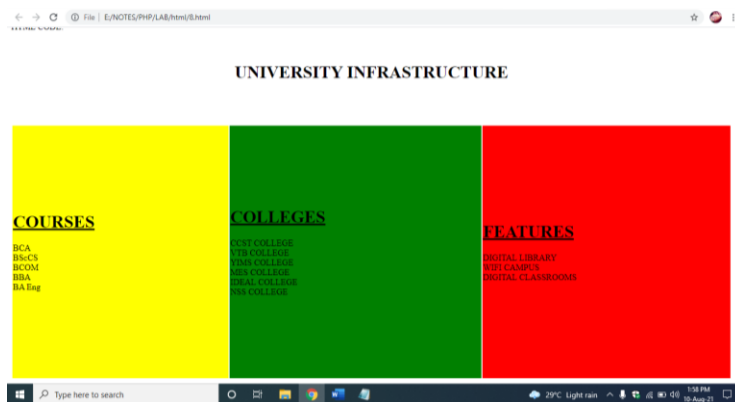 File | E:/NOTES/PHP/LAB/html/8.html
HTML CODE:
UNIVERSITY INFRASTRUCTURE
COURSES
BCA
BScCS
BCOM
BBA
BA Eng
COLLEGES
CCST COLLEGE
VTB COLLEGE
YIMS COLLEGE
MES COLLEGE
IDEAL COLLEGE
NSS COLLEGE
FEATURES
DIGITAL LIBRARY
WIFI CAMPUS
DIGITAL CLASSROOMS
Type here to search
29°C Light rain
1:58 PM
10-Aug-21